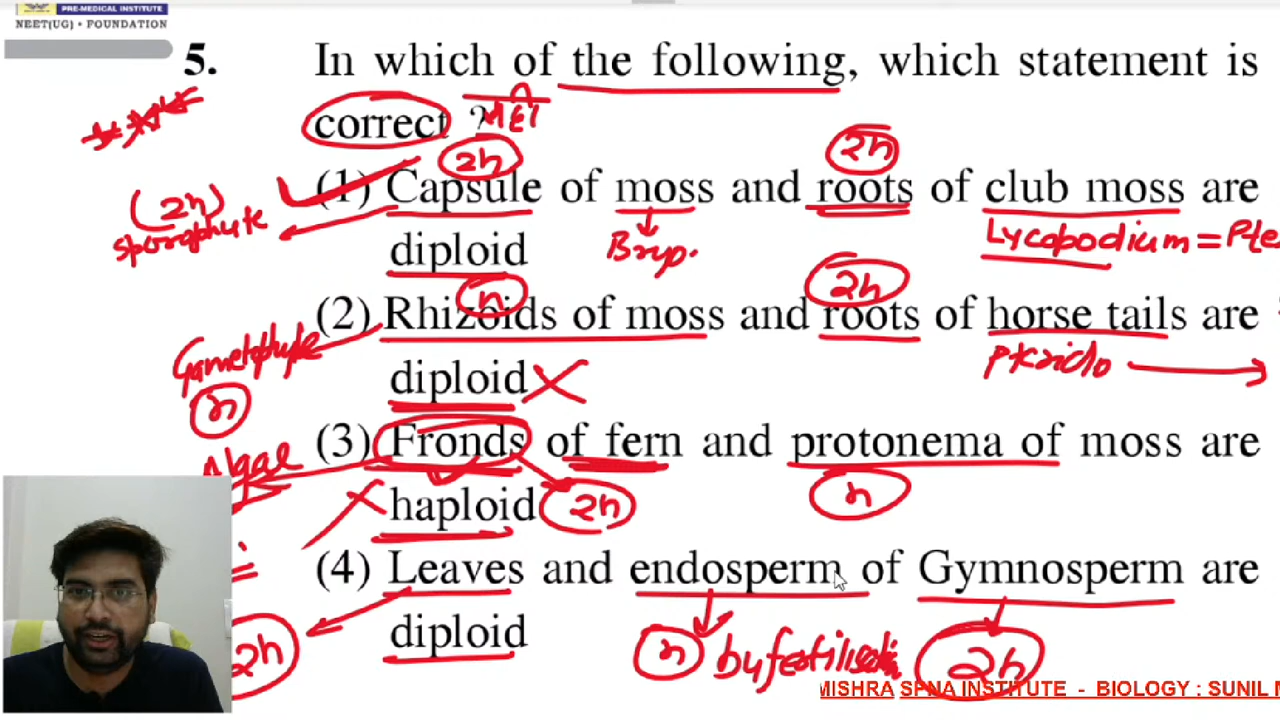 PRE-MEDICAL INSTITUTE
NEET(UG) • FOUNDATION
5. In which of the following, which statement is
correct ?
2n 2n
(1) Capsule of moss and roots of club moss are
(2n)
sporophyte
diploid
Bryp.
Lycopodium = Pte
n 2n
(2) Rhizoids of moss and roots of horse tails are
Gametophyte
n
diploid
Pterido
Algae
(3) Fronds of fern and protonema of moss are
haploid 2n n
(4) Leaves and endosperm of Gymnosperm are
2n
diploid
n 2n
MISHRA SPNA INSTITUTE - BIOLOGY : SUNIL M